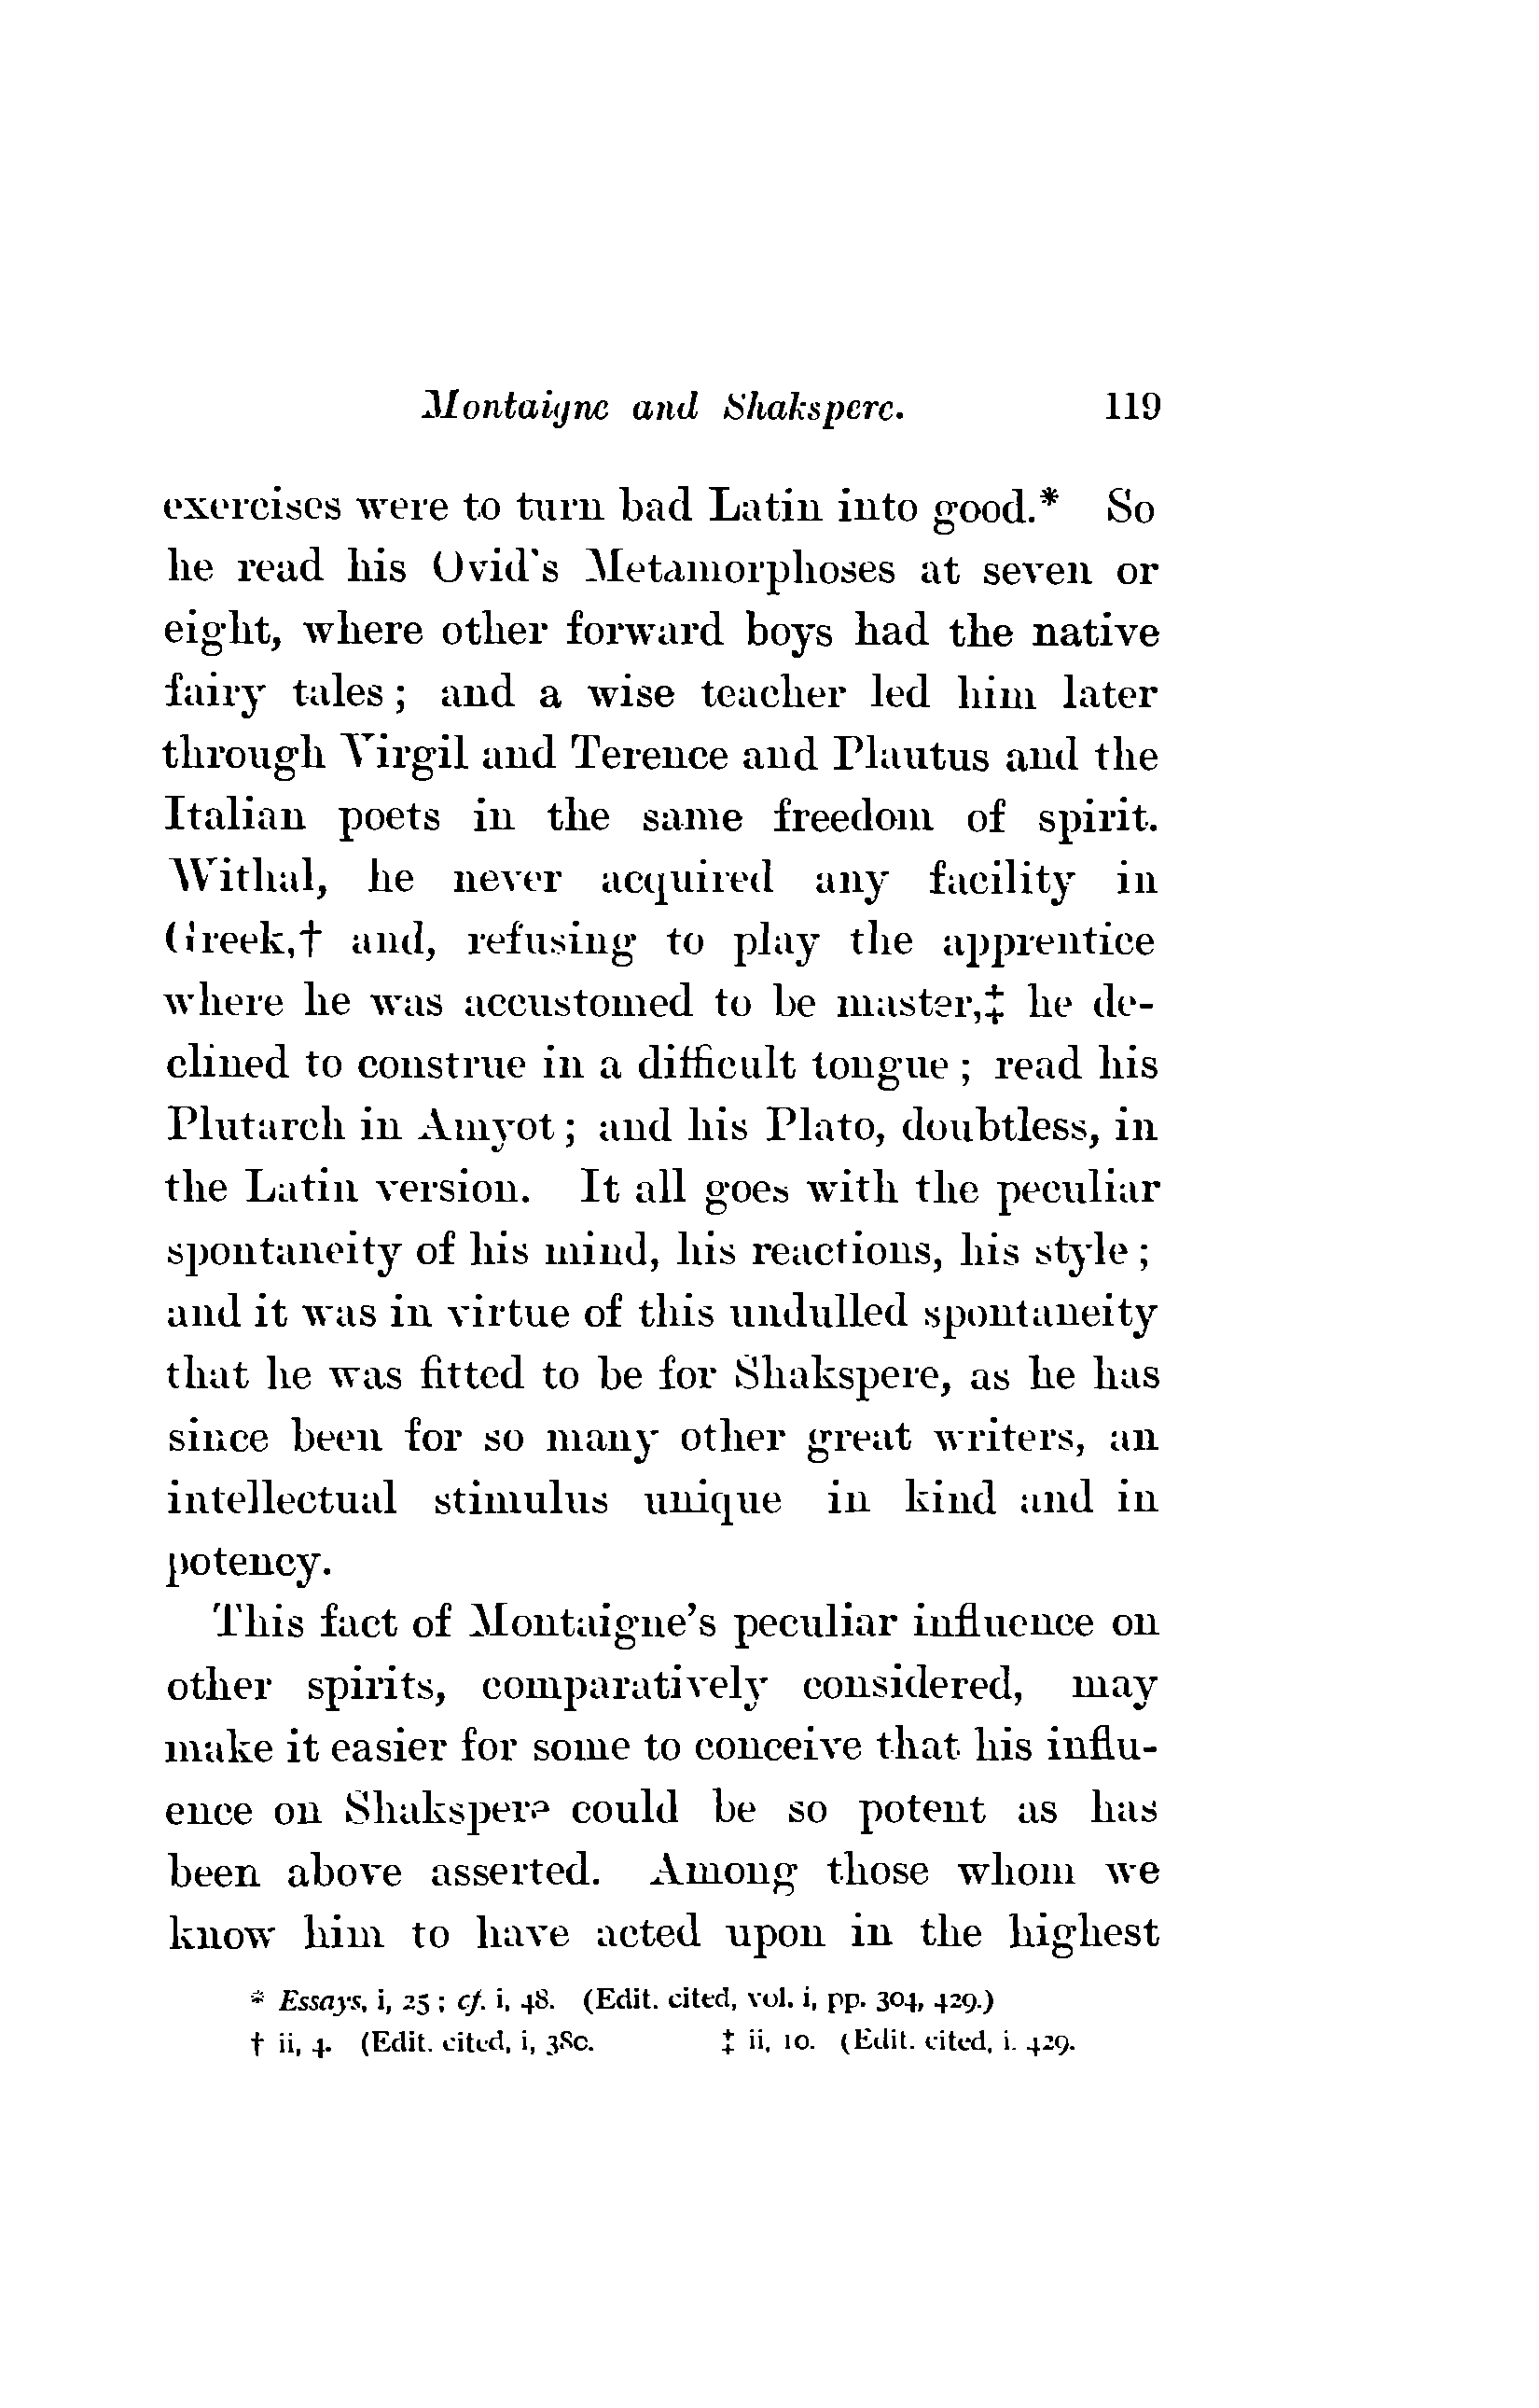 Montaigne and Shakspere. 119
exercises were to turn bad Latin into good.* So
he read his Ovid's Metamorphoses at seven or
eight, where other forward boys had the native
fairy tales; and a wise teacher led him later
through Virgil and Terence and Plautus and the
Italian poets in the same freedom of spirit.
Withal, he never acquired any facility in
Greek,† and, refusing to play the apprentice
where he was accustomed to be master,‡ he de-
clined to construe in a difficult tongue; read his
Plutarch in Amyot; and his Plato, doubtless, in
the Latin version. It all goes with the peculiar
spontaneity of his mind, his reactions, his style;
and it was in virtue of this undulled spontaneity
that he was fitted to be for Shakspere, as he has
since been for so many other great writers, an
intellectual stimulus unique in kind and in
potency.
This fact of Montaigne's peculiar influence on
other spirits, comparatively considered, may
make it easier for some to conceive that his influ-
ence on Shakspere could be so potent as has
been above asserted. Among those whom we
know him to have acted upon in the highest
* Essays, i, 25; cf. i, 48. (Edit. cited, vol. i, pp. 304, 429.)
† ii, 4. (Edit. cited, i, 380. ‡ ii, 10. (Edit. cited, i. 429.